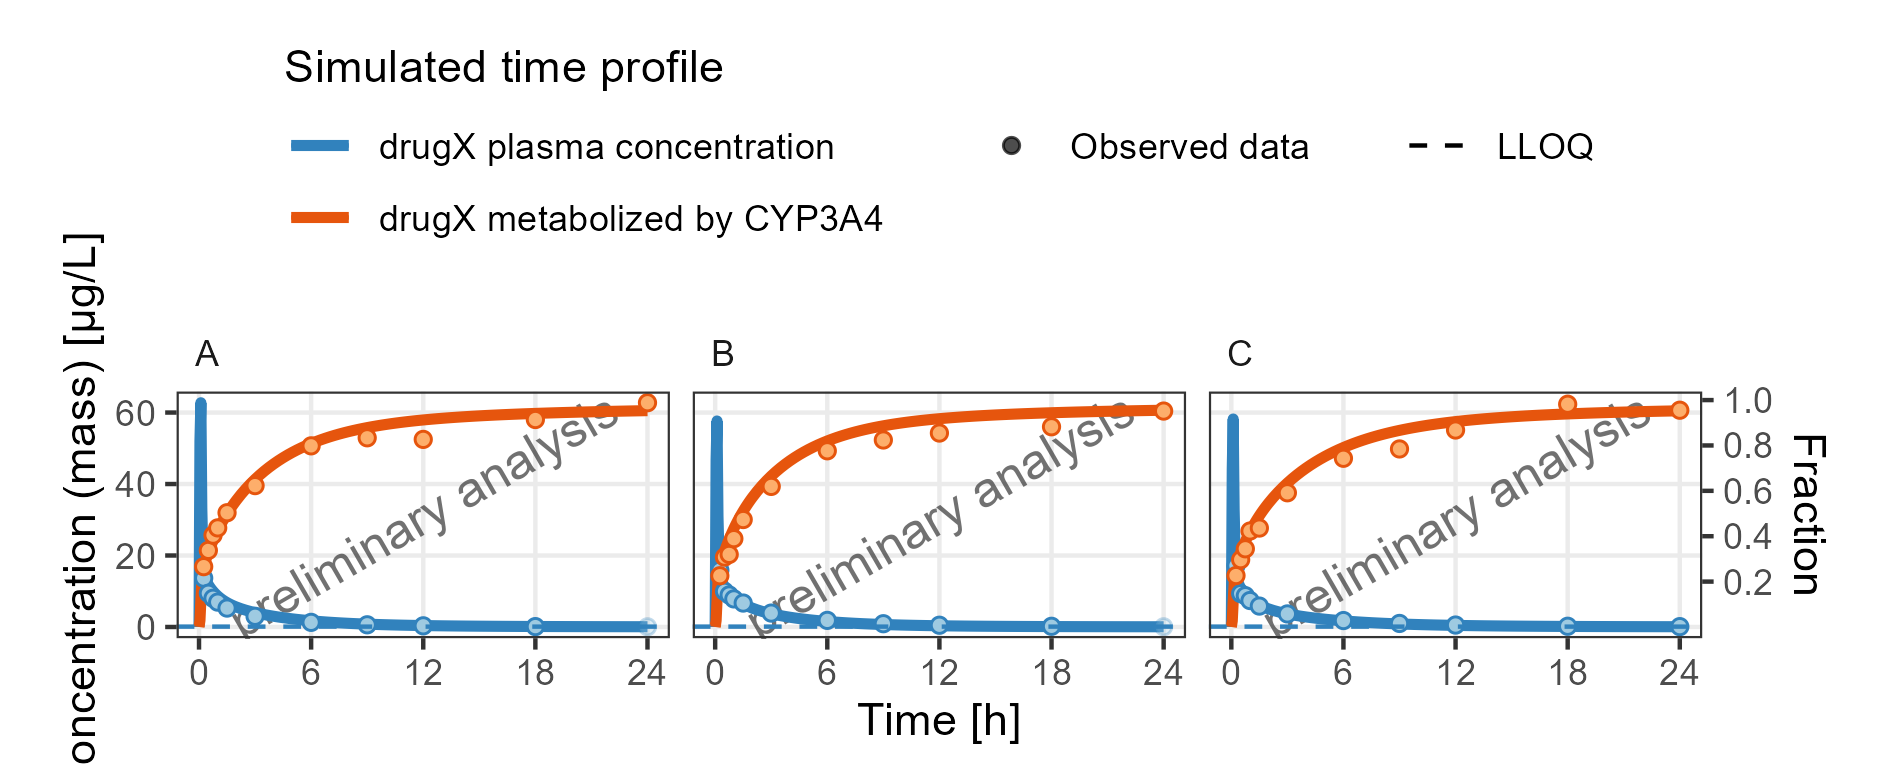 Simulated time profile
drugX plasma concentration
Observed data
LLOQ
drugX metabolized by CYP3A4
oncentration (mass) [µg/L]
A
B
C
60
40
20
0
1.0
0.8
0.6
0.4
0.2
Fraction
preliminary analysis
preliminary analysis
preliminary analysis
0 6 12 18 24
0 6 12 18 24
0 6 12 18 24
Time [h]